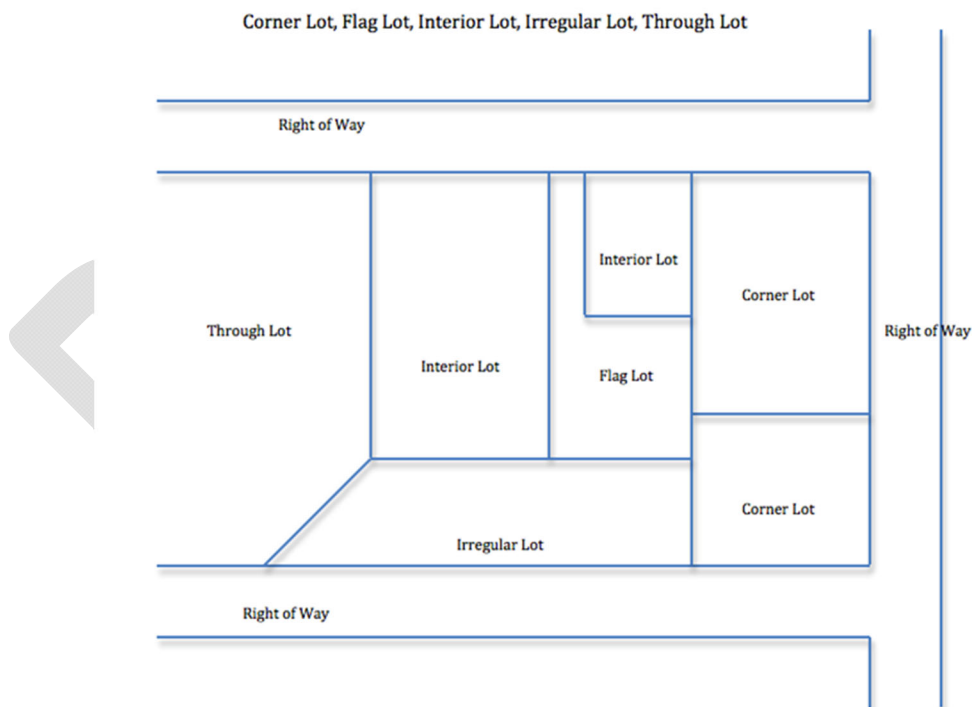 Corner Lot, Flag Lot, Interior Lot, Irregular Lot, Through Lot
Right of Way
Interior Lot
Corner Lot
Through Lot
Right of Way
Interior Lot
Flag Lot
Corner Lot
Irregular Lot
Right of Way